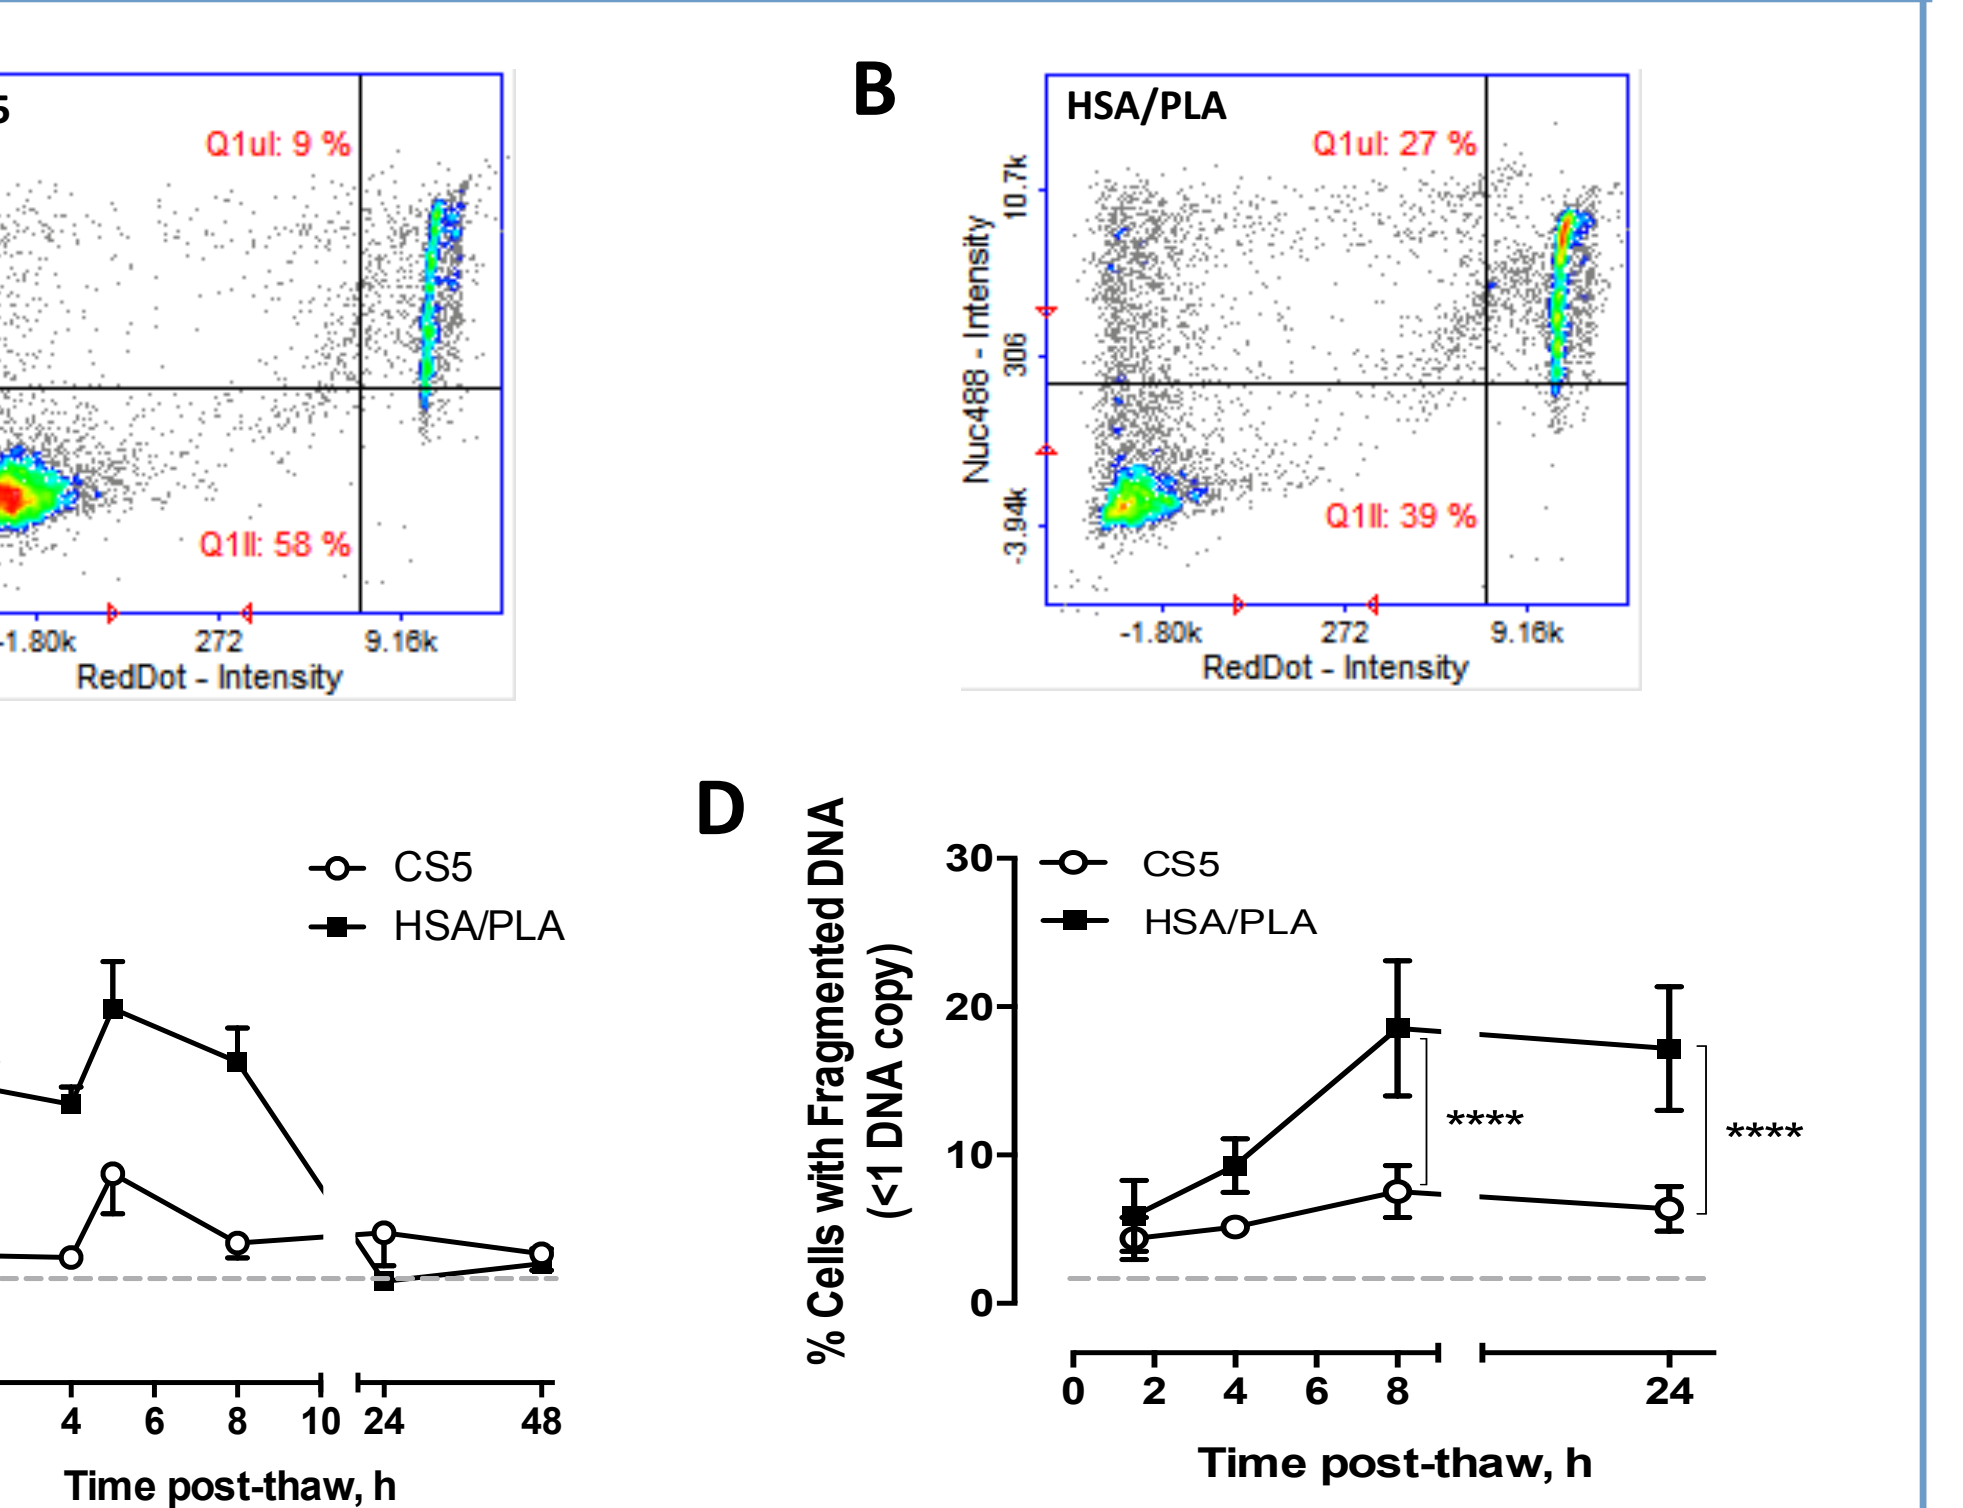 5
Q1ul: 9 %
Q1ll: 58 %
-1.80k 272 9.16k
RedDot - Intensity
B
HSA/PLA
Q1ul: 27 %
Q1ll: 39 %
Nuc488 - Intensity
10.7k
306
-3.94k
-1.80k 272 9.16k
RedDot - Intensity
CS5
HSA/PLA
4 6 8 10 24 48
Time post-thaw, h
D
% Cells with Fragmented DNA
(<1 DNA copy)
30
20
10
0
CS5
HSA/PLA
****
****
0 2 4 6 8 24
Time post-thaw, h